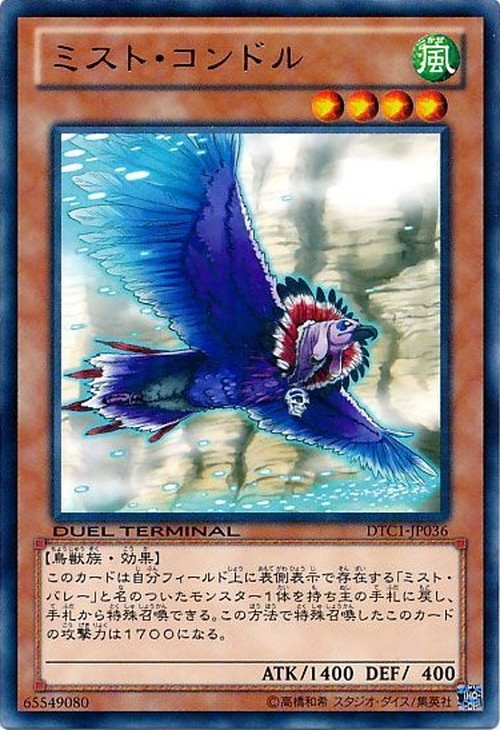 ミスト・コンドル
風
DUEL TERMINAL
DTC1-JP036
【鳥獣族・効果】
このカードは自分フィールド上に表側表示で存在する「ミスト・
バレー」と名のついたモンスター1体を持ち主の手札に戻し、
手札から特殊召喚できる。この方法で特殊召喚したこのカード
の攻撃力は1700になる。
ATK/1400 DEF/ 400
65549080
©高橋和希 スタジオ・ダイス/集英社